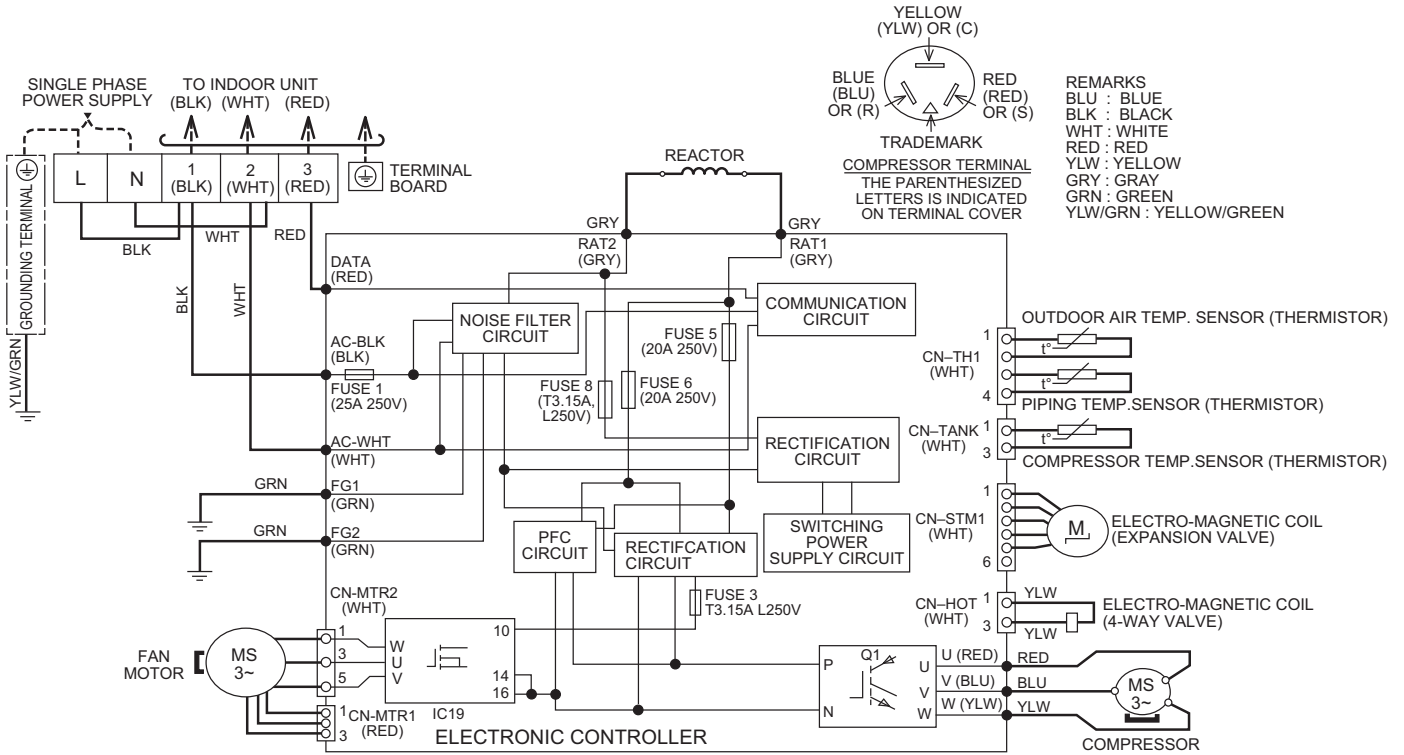 SINGLE PHASE
POWER SUPPLY
TO INDOOR UNIT
(BLK) (WHT) (RED)
GROUNDING TERMINAL
L
N
1
(BLK)
2
(WHT)
3
(RED)
TERMINAL
BOARD
BLK
WHT
RED
BLK
WHT
YLW/GRN
YELLOW
(YLW) OR (C)
BLUE
(BLU)
OR (R)
RED
(RED)
OR (S)
TRADEMARK
COMPRESSOR TERMINAL
THE PARENTHESIZED
LETTERS IS INDICATED
ON TERMINAL COVER
REMARKS
BLU : BLUE
BLK : BLACK
WHT : WHITE
RED : RED
YLW : YELLOW
GRY : GRAY
GRN : GREEN
YLW/GRN : YELLOW/GREEN
REACTOR
GRY
RAT2
(GRY)
GRY
RAT1
(GRY)
DATA
(RED)
NOISE FILTER
CIRCUIT
COMMUNICATION
CIRCUIT
AC-BLK
(BLK)
FUSE 1
(25A 250V)
FUSE 5
(20A 250V)
FUSE 8
(T3.15A,
L250V)
FUSE 6
(20A 250V)
AC-WHT
(WHT)
GRN
FG1
(GRN)
GRN
FG2
(GRN)
RECTIFICATION
CIRCUIT
PFC
CIRCUIT
RECTIFCATION
CIRCUIT
SWITCHING
POWER
SUPPLY CIRCUIT
FUSE 3
T3.15A L250V
1
4
CN–TH1
(WHT)
t°
t°
OUTDOOR AIR TEMP. SENSOR (THERMISTOR)
PIPING TEMP.SENSOR (THERMISTOR)
CN–TANK
(WHT)
1
3
t°
COMPRESSOR TEMP.SENSOR (THERMISTOR)
CN–STM1
(WHT)
1
6
M
ELECTRO-MAGNETIC COIL
(EXPANSION VALVE)
CN–HOT
(WHT)
1
3
YLW
YLW
ELECTRO-MAGNETIC COIL
(4-WAY VALVE)
CN-MTR2
(WHT)
FAN
MOTOR
MS
3~
1
3
5
W
U
V
10
14
16
IC19
1
3
CN-MTR1
(RED)
ELECTRONIC CONTROLLER
P
N
Q1
U
V
W
U (RED)
V (BLU)
W (YLW)
RED
BLU
YLW
MS
3~
COMPRESSOR